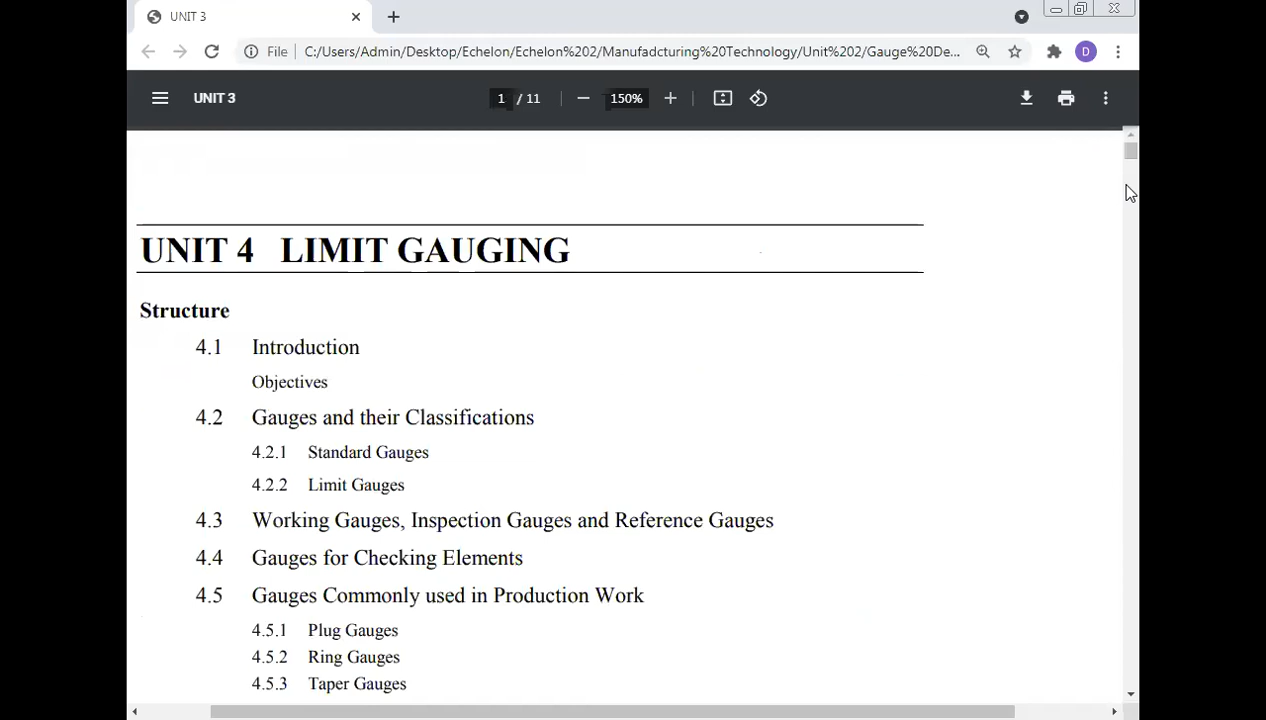 UNIT 3
File C:/Users/Admin/Desktop/Echelon/Echelon%202/Manufadcturing%20Technology/Unit%202/Gauge%20De... D
UNIT 3 1 / 11 150%
UNIT 4 LIMIT GAUGING
Structure
4.1 Introduction
Objectives
4.2 Gauges and their Classifications
4.2.1 Standard Gauges
4.2.2 Limit Gauges
4.3 Working Gauges, Inspection Gauges and Reference Gauges
4.4 Gauges for Checking Elements
4.5 Gauges Commonly used in Production Work
4.5.1 Plug Gauges
4.5.2 Ring Gauges
4.5.3 Taper Gauges